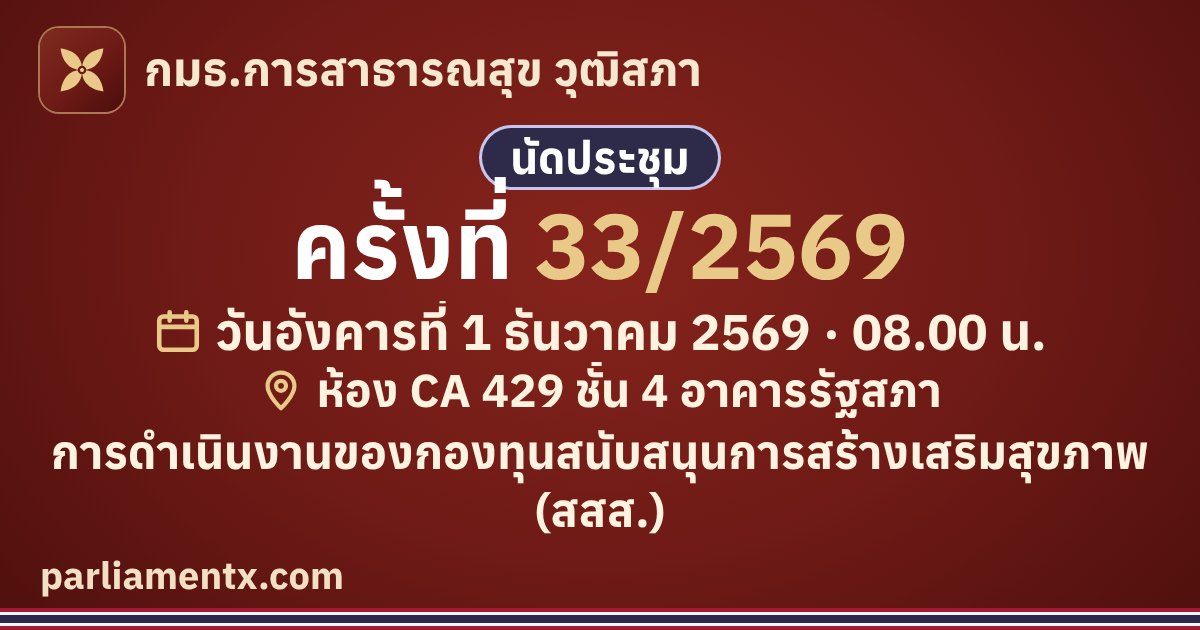 กมธ.การสาธารณสุข วุฒิสภา
นัดประชุม
ครั้งที่ 33/2569
วันอังคารที่ 1 ธันวาคม 2569 · 08.00 น.
ห้อง CA 429 ชั้น 4 อาคารรัฐสภา
การดำเนินงานของกองทุนสนับสนุนการสร้างเสริมสุขภาพ
(สสส.)
parliamentx.com